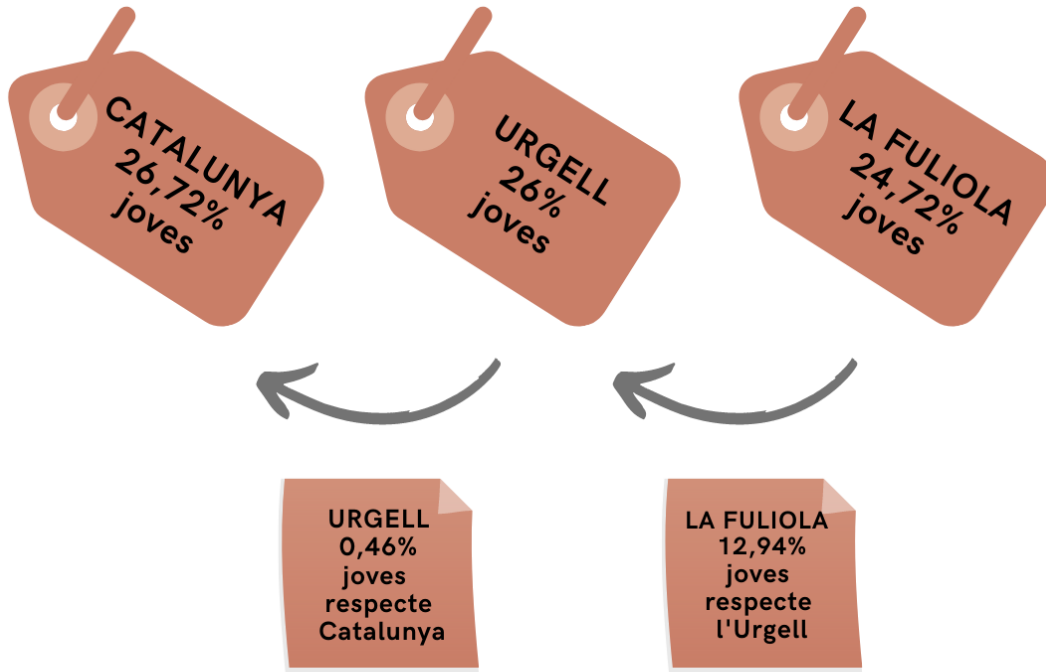 CATALUNYA
26,72%
joves
URGELL
26%
joves
LA FULIOLA
24,72%
joves
URGELL
0,46%
joves
respecte
Catalunya
LA FULIOLA
12,94%
joves
respecte
l'Urgell